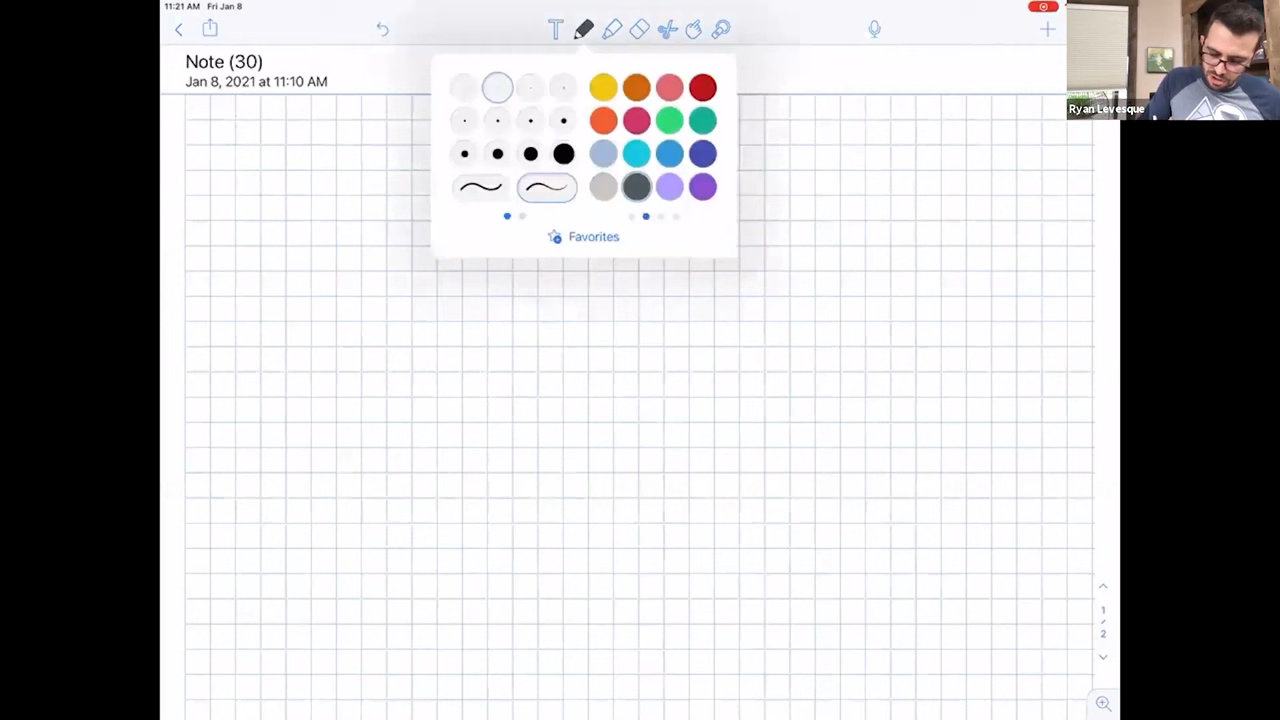 11:21 AM Fri Jan 8
T
Note (30)
Jan 8, 2021 at 11:10 AM
Ryan Levesque
Favorites
1
/
2